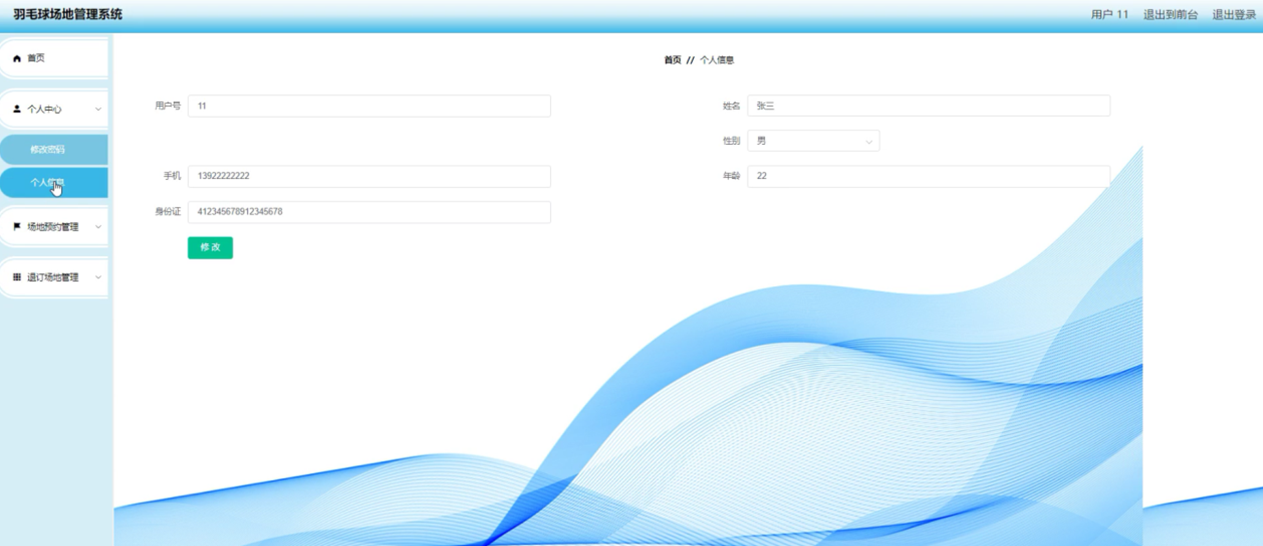 羽毛球场地管理系统 用户 11 退出到前台 退出登录
首页
首页 // 个人信息
个人中心
用户号 11 姓名 张三
性别 男
修改密码
个人信息
手机 13922222222 年龄 22
身份证 412345678912345678
场地预约管理
修改
退订场地管理